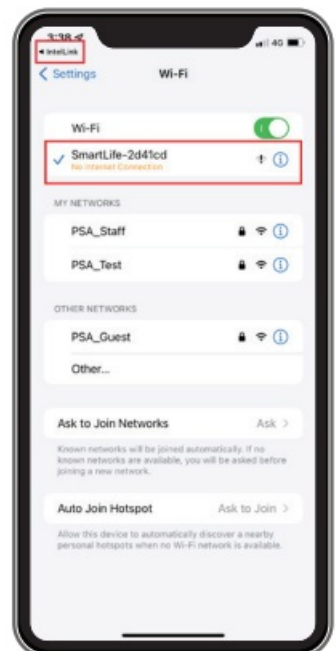 3:38
◀ IntelLink
4G
Settings
Wi-Fi
Wi-Fi
SmartLife-2d41cd
No Internet Connection
MY NETWORKS
PSA_Staff
PSA_Test
OTHER NETWORKS
PSA_Guest
Other...
Ask to Join Networks
Ask
Known networks will be joined automatically. If no
known networks are available, you will be asked before
joining a new network.
Auto Join Hotspot
Ask to Join
Allow this device to automatically discover a nearby
personal hotspots when no Wi-Fi network is available.